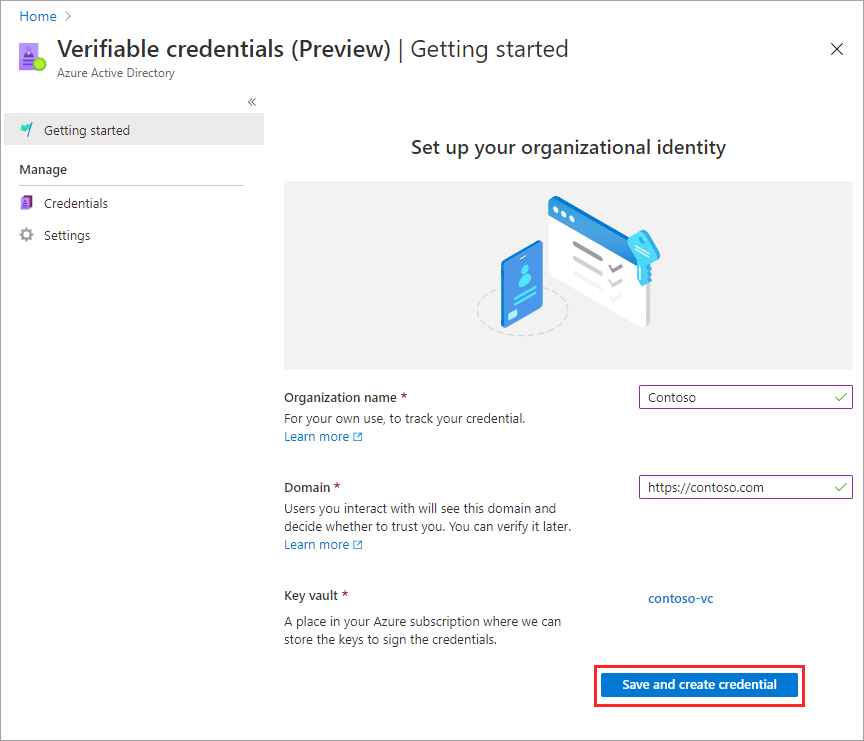 Home
Verifiable credentials (Preview) | Getting started
Azure Active Directory
Getting started
Manage
Credentials
Settings
Set up your organizational identity
Organization name *
Contoso
For your own use, to track your credential.
Learn more
Domain *
https://contoso.com
Users you interact with will see this domain and
decide whether to trust you. You can verify it later.
Learn more
Key vault *
contoso-vc
A place in your Azure subscription where we can
store the keys to sign the credentials.
Save and create credential